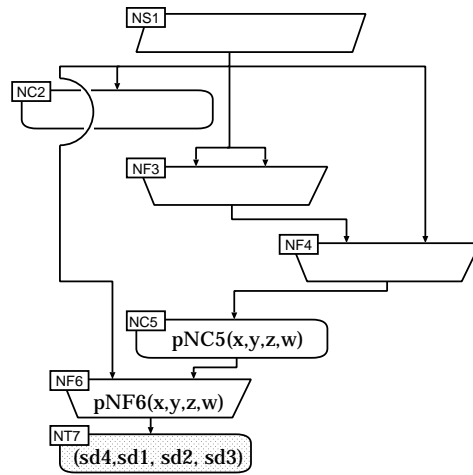 NS1
NC2
NF3
NF4
NC5
pNC5(x,y,z,w)
NF6
pNF6(x,y,z,w)
NT7
(sd4,sd1, sd2, sd3)